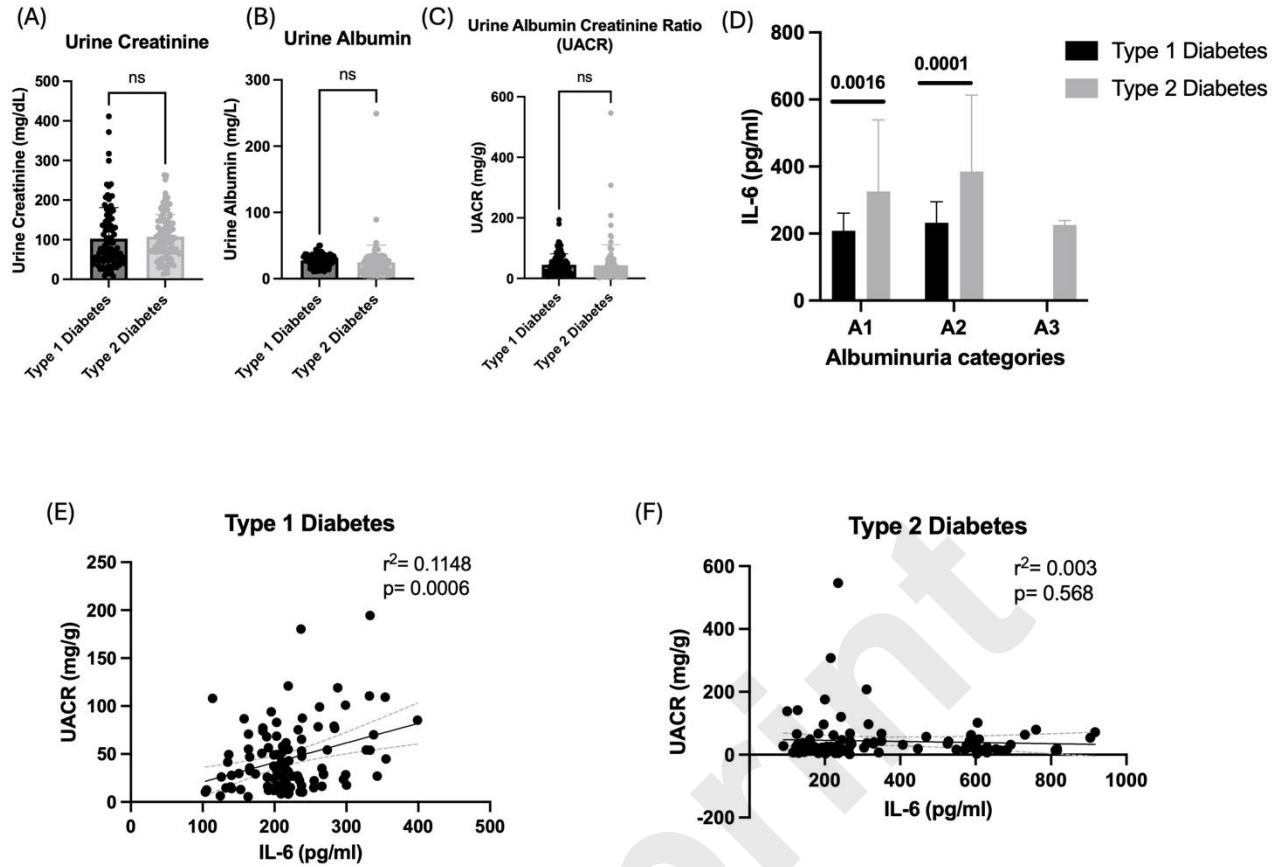 (A)
Urine Creatinine
ns
Urine Creatinine (mg/dL)
500
400
300
200
100
0
Type 1 Diabetes
Type 2 Diabetes
(B)
Urine Albumin
ns
Urine Albumin (mg/L)
300
200
100
0
Type 1 Diabetes
Type 2 Diabetes
(C)
Urine Albumin Creatinine Ratio
(UACR)
ns
UACR (mg/g)
600
400
200
0
Type 1 Diabetes
Type 2 Diabetes
(D)
IL-6 (pg/ml)
800
600
400
200
0
0.0016
0.0001
A1
A2
A3
Albuminuria categories
Type 1 Diabetes
Type 2 Diabetes
(E)
Type 1 Diabetes
r²= 0.1148
p= 0.0006
UACR (mg/g)
250
200
150
100
50
0
0
100
200
300
400
500
IL-6 (pg/ml)
(F)
Type 2 Diabetes
r²= 0.003
p= 0.568
UACR (mg/g)
600
400
200
0
-200
200
400
600
800
1000
IL-6 (pg/ml)